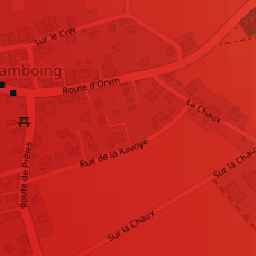 Sur le Crêt
amboing
Route d'Orvin
La Chaux
Rue de la Ravoye
Route de Prêles
Sur la Chaux
Sur la Chau